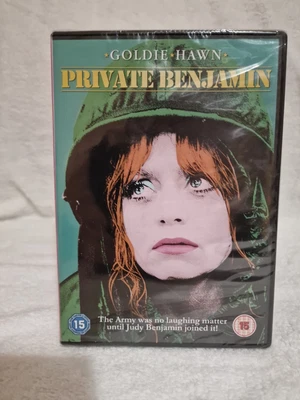 ·GOLDIE·HAWN·
PRIVATE BENJAMIN
The Army was no laughing matter
until Judy Benjamin joined it!
15
15